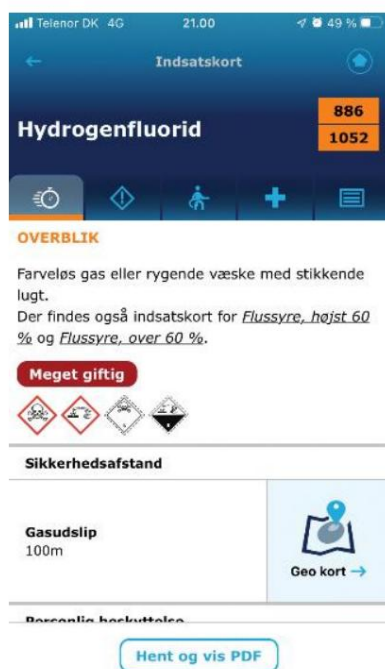 Telenor DK 4G 21.00 49 %
Indsatskort
Hydrogenfluorid
886
1052
OVERBLIK
Farveløs gas eller rygende væske med stikkende
lugt.
Der findes også indsatskort for Flussyre, højst 60
% og Flussyre, over 60 %.
Meget giftig
Sikkerhedsafstand
Gasudslip
100m
Geo kort →
Personlig beskyttelse
Hent og vis PDF